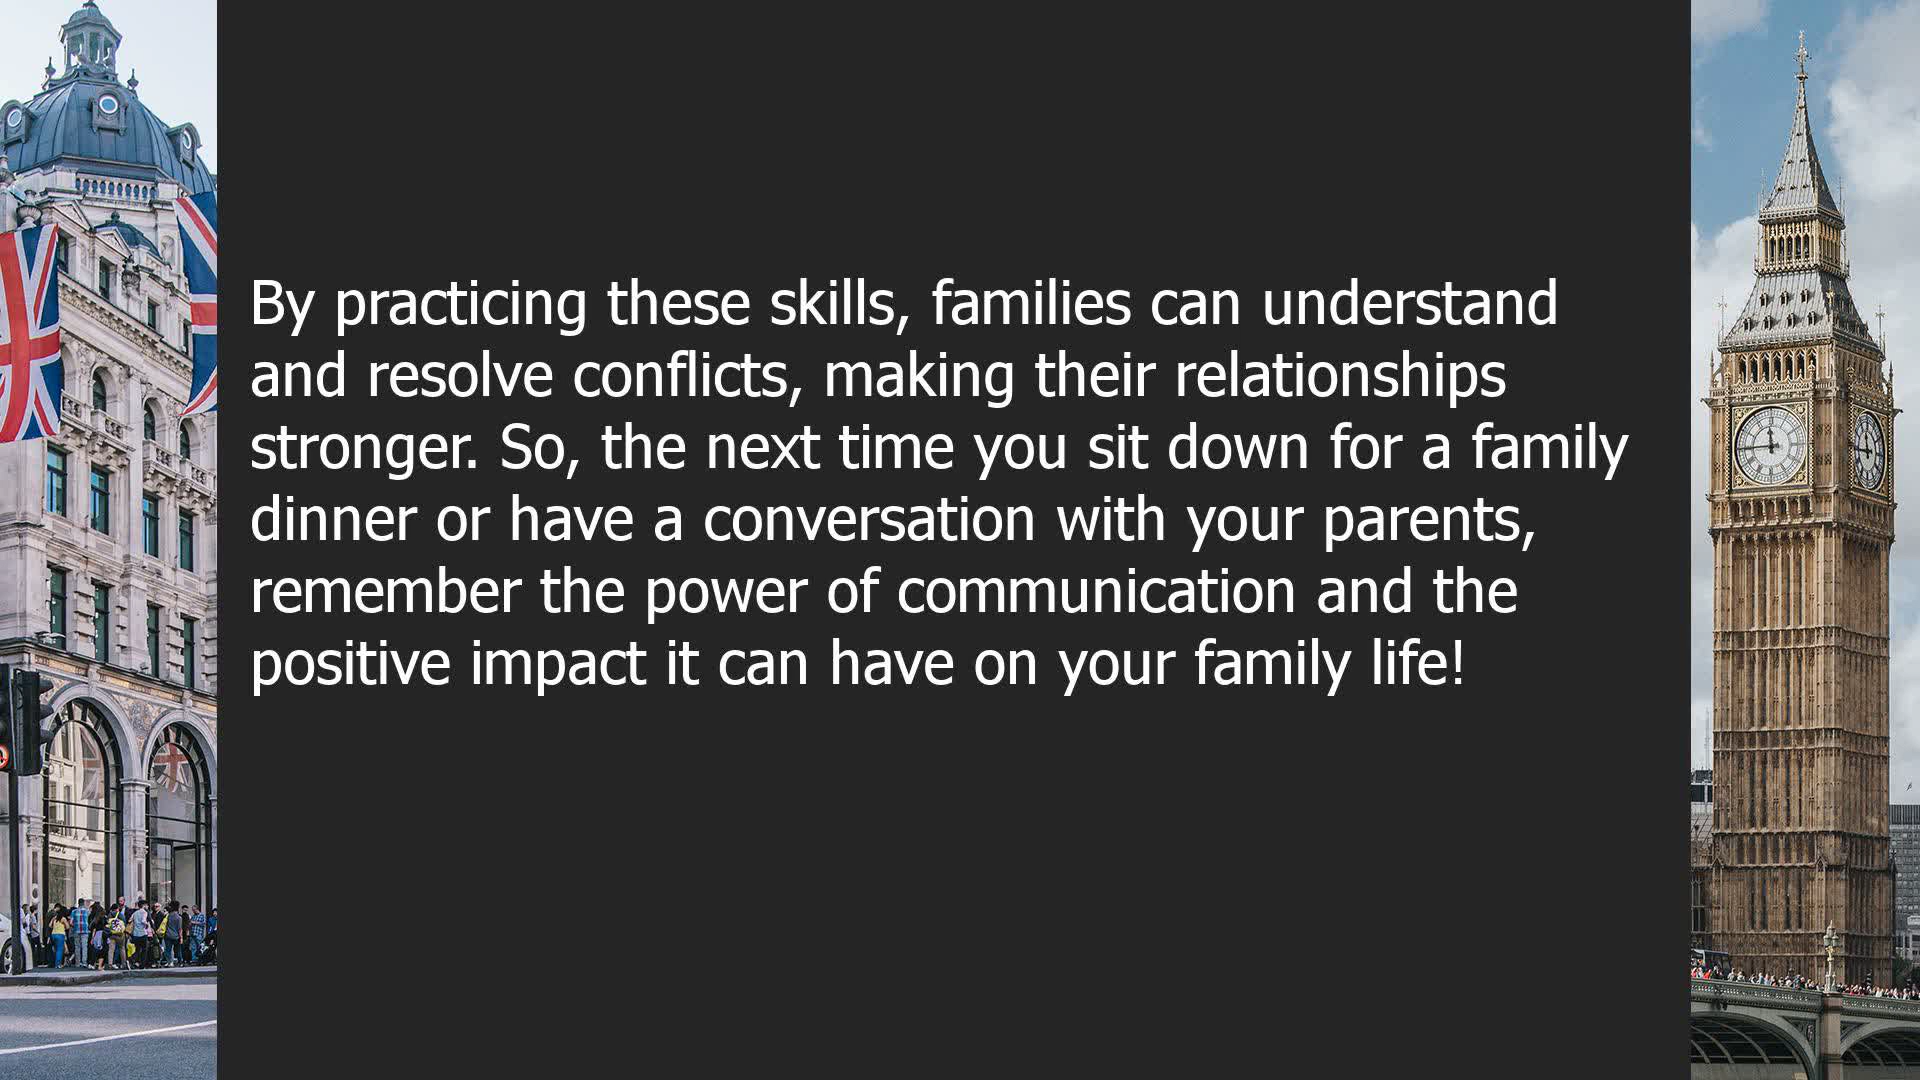 By practicing these skills, families can understand
and resolve conflicts, making their relationships
stronger. So, the next time you sit down for a family
dinner or have a conversation with your parents,
remember the power of communication and the
positive impact it can have on your family life!